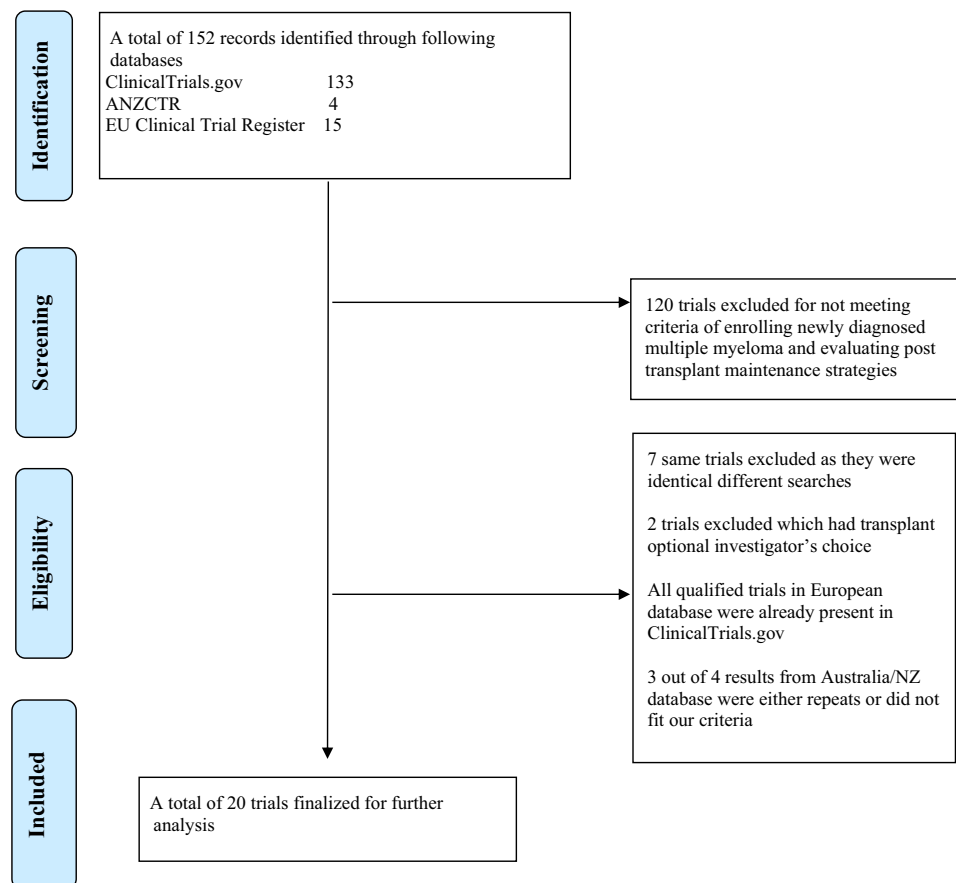 Identification
A total of 152 records identified through following
databases
ClinicalTrials.gov 133
ANZCTR 4
EU Clinical Trial Register 15
Screening
120 trials excluded for not meeting
criteria of enrolling newly diagnosed
multiple myeloma and evaluating post
transplant maintenance strategies
Eligibility
7 same trials excluded as they were
identical different searches
2 trials excluded which had transplant
optional investigator’s choice
All qualified trials in European
database were already present in
ClinicalTrials.gov
3 out of 4 results from Australia/NZ
database were either repeats or did not
fit our criteria
Included
A total of 20 trials finalized for further
analysis